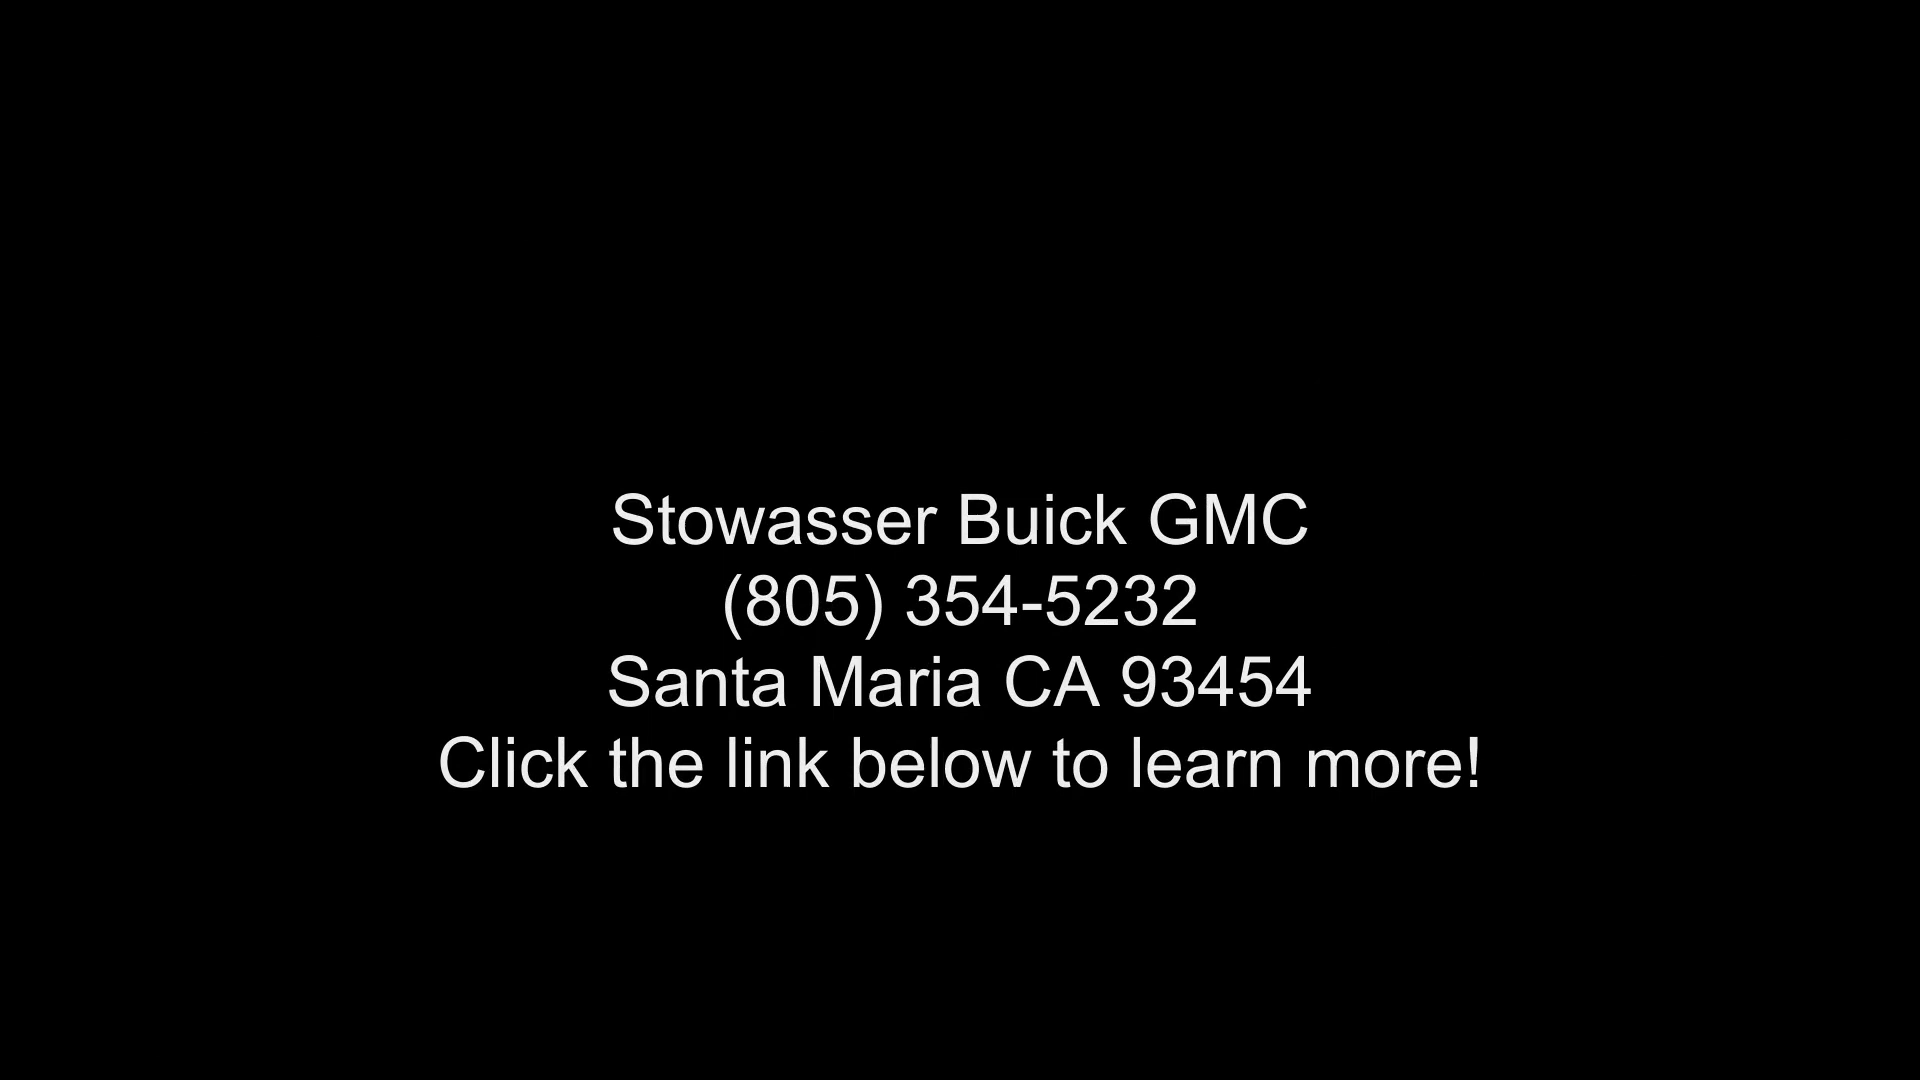 Stowasser Buick GMC
(805) 354-5232
Santa Maria CA 93454
Click the link below to learn more!